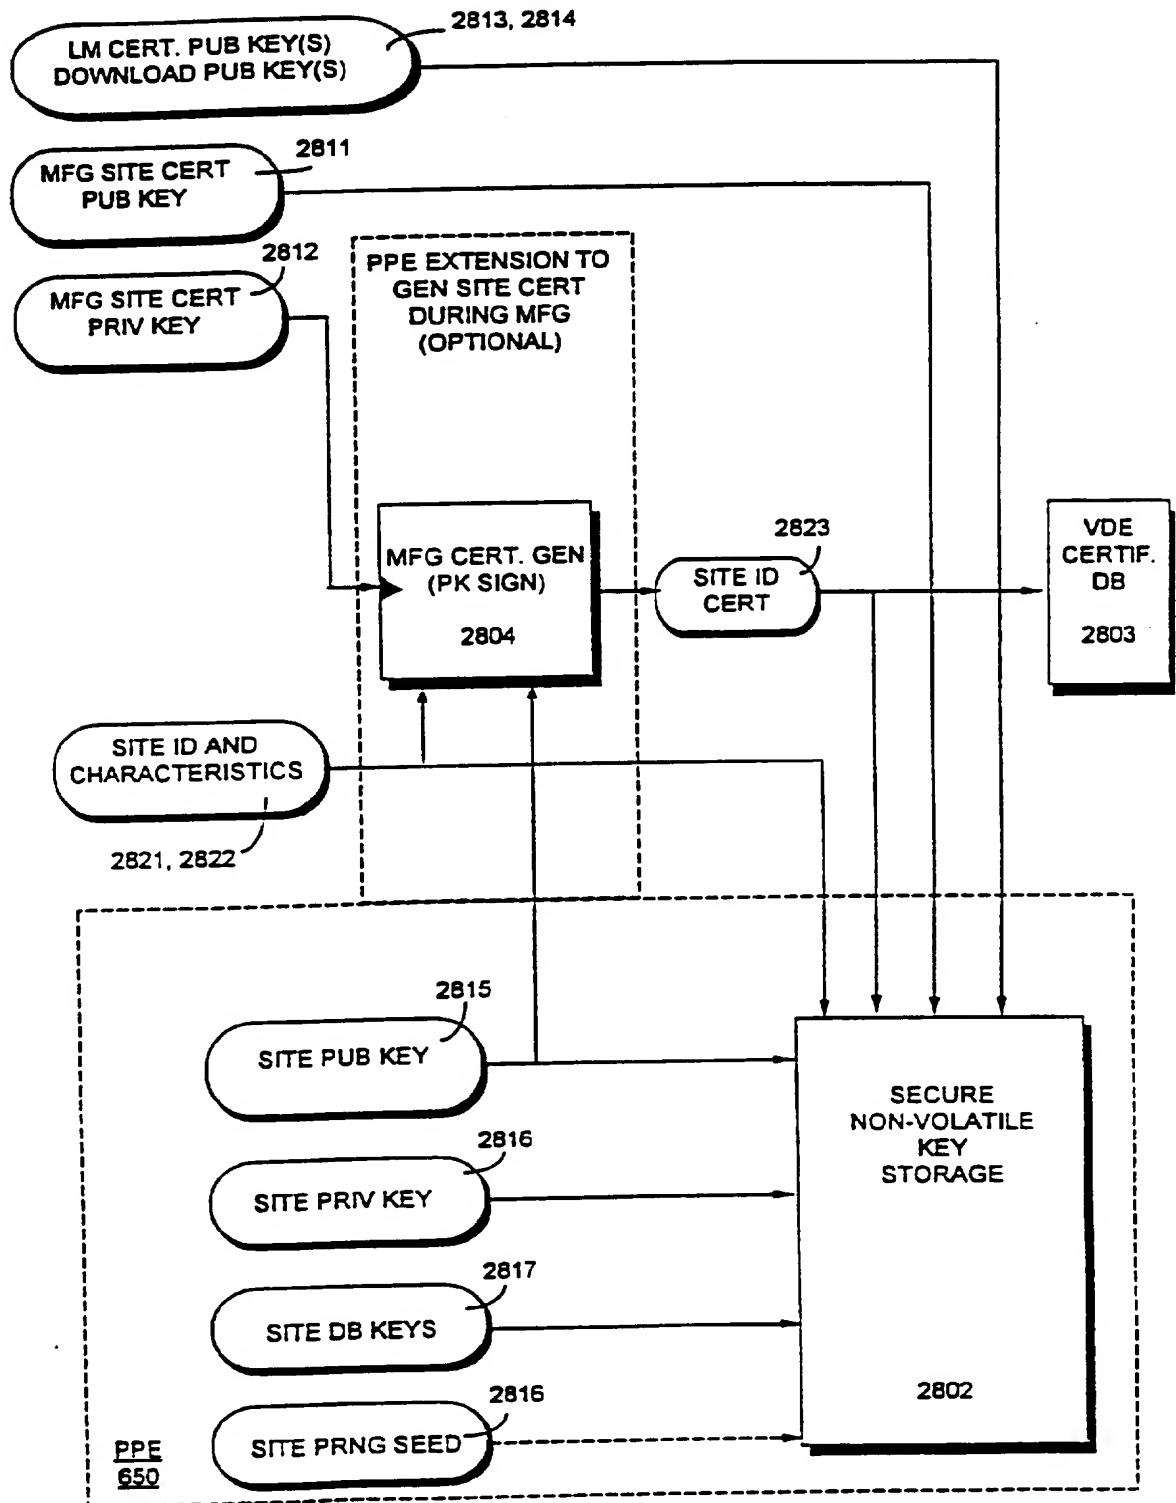 2813, 2814
LM CERT. PUB KEY(S)
DOWNLOAD PUB KEY(S)
2811
MFG SITE CERT
PUB KEY
2812
MFG SITE CERT
PRIV KEY
PPE EXTENSION TO
GEN SITE CERT
DURING MFG
(OPTIONAL)
MFG CERT. GEN
(PK SIGN)
2804
2823
SITE ID
CERT
VDE
CERTIF.
DB
2803
SITE ID AND
CHARACTERISTICS
2821, 2822
2815
SITE PUB KEY
2816
SITE PRIV KEY
2817
SITE DB KEYS
2816
SITE PRNG SEED
SECURE
NON-VOLATILE
KEY
STORAGE
2802
PPE
650